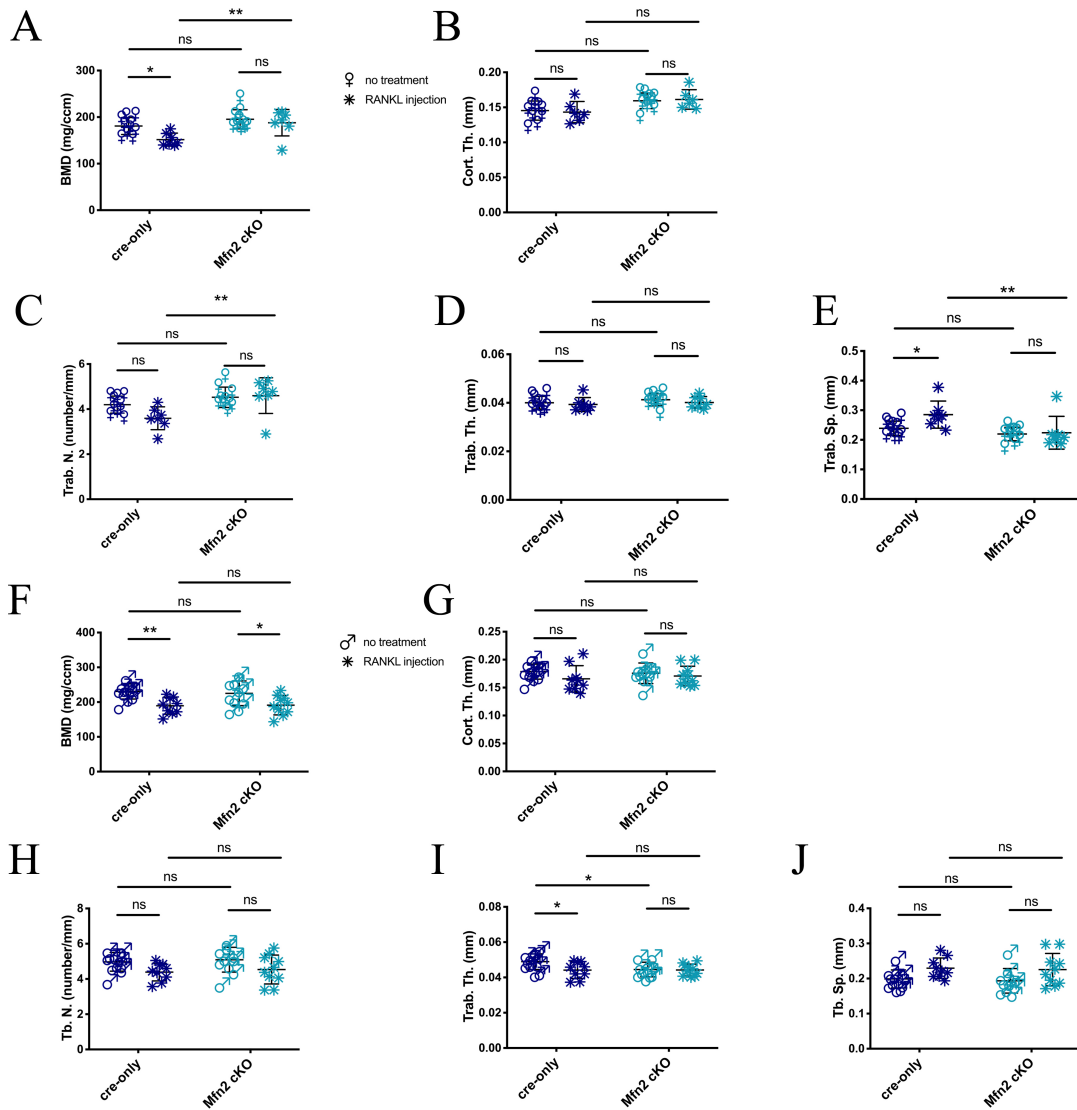 A
**
ns
*
ns
300
200
100
0
BMD (mg/ccm)
cre-only
Mfn2 cKO
♀ no treatment
✳ RANKL injection
B
ns
ns
ns
ns
0.20
0.15
0.10
0.05
0.00
Cort. Th. (mm)
cre-only
Mfn2 cKO
C
**
ns
ns
ns
6
4
2
0
Trab. N. (number/mm)
cre-only
Mfn2 cKO
D
ns
ns
ns
ns
0.06
0.04
0.02
0.00
Trab. Th. (mm)
cre-only
Mfn2 cKO
E
**
ns
*
ns
0.5
0.4
0.3
0.2
0.1
0.0
Trab. Sp. (mm)
cre-only
Mfn2 cKO
F
ns
ns
**
*
400
300
200
100
0
BMD (mg/ccm)
cre-only
Mfn2 cKO
♂ no treatment
✳ RANKL injection
G
ns
ns
ns
ns
0.25
0.20
0.15
0.10
0.05
0.00
Cort. Th. (mm)
cre-only
Mfn2 cKO
H
ns
ns
ns
ns
8
6
4
2
0
Tb. N. (number/mm)
cre-only
Mfn2 cKO
I
ns
*
*
ns
0.08
0.06
0.04
0.02
0.00
Trab. Th. (mm)
cre-only
Mfn2 cKO
J
ns
ns
ns
ns
0.4
0.3
0.2
0.1
0.0
Tb. Sp. (mm)
cre-only
Mfn2 cKO